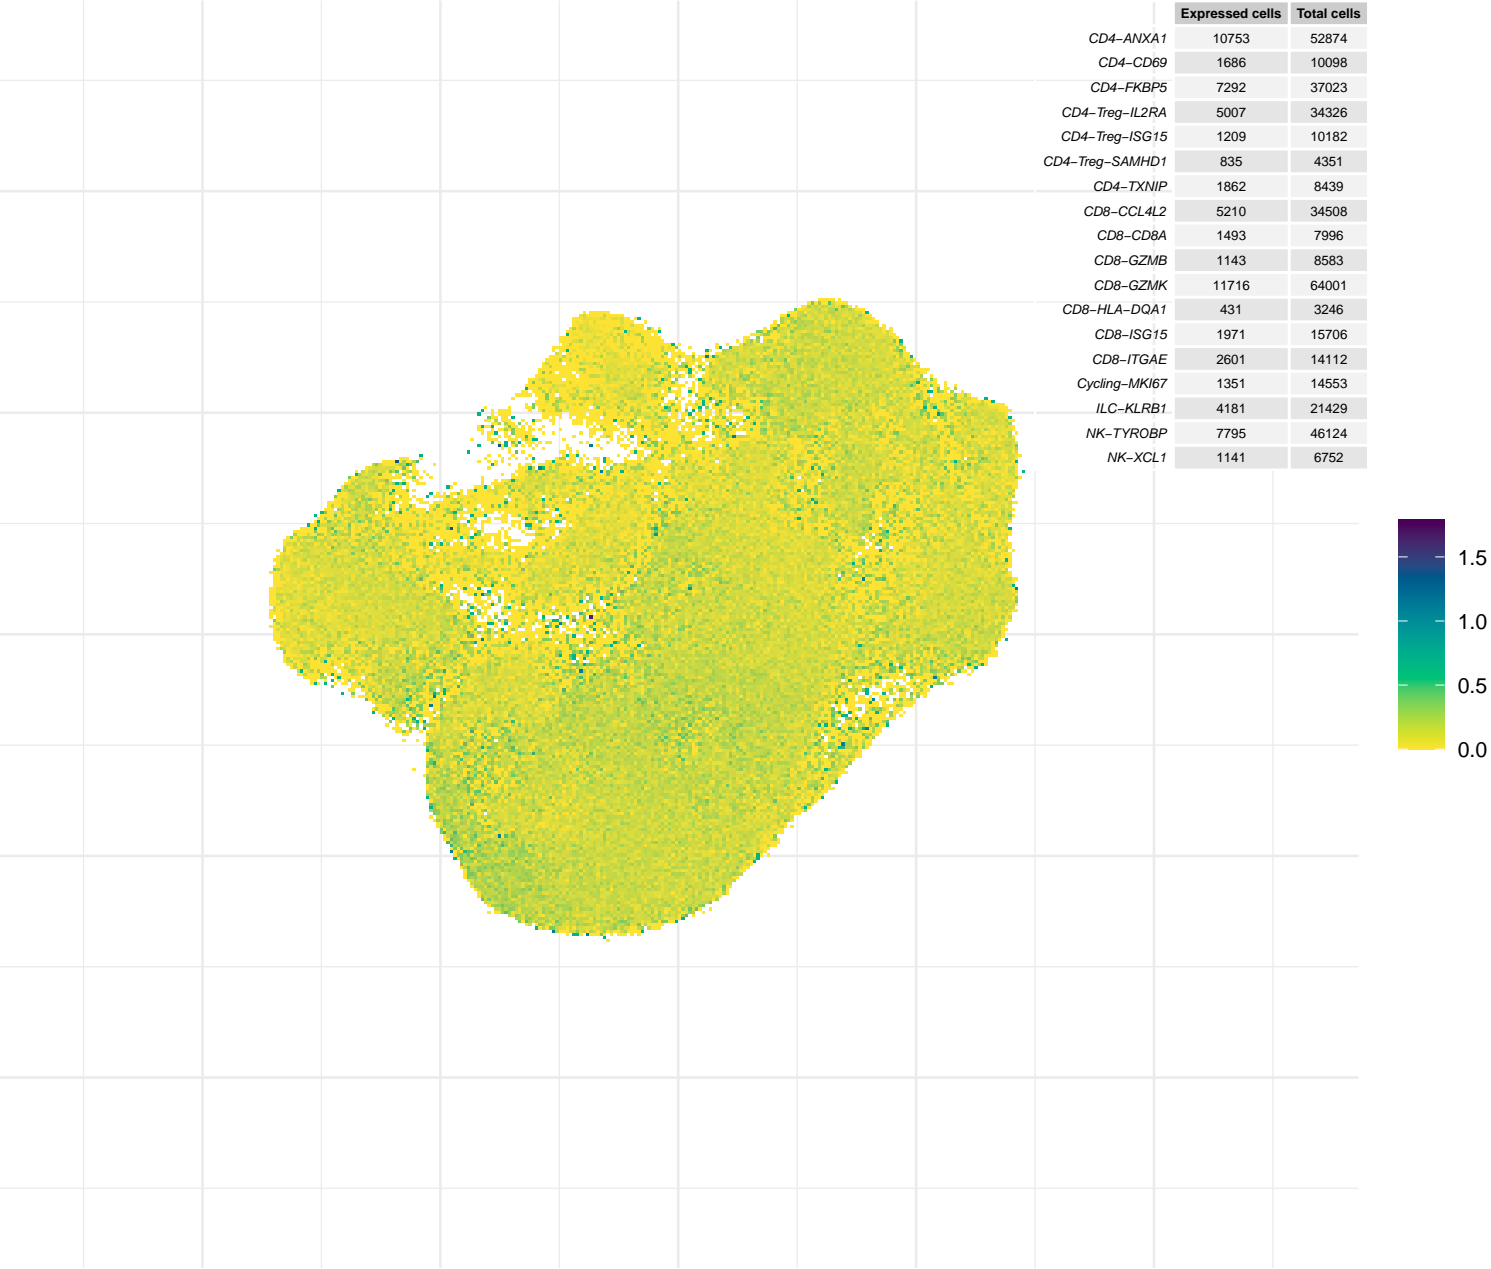 Expressed cells Total cells
CD4−ANXA1 10753 52874
CD4−CD69 1686 10098
CD4−FKBP5 7292 37023
CD4−Treg−IL2RA 5007 34326
CD4−Treg−ISG15 1209 10182
CD4−Treg−SAMHD1 835 4351
CD4−TXNIP 1862 8439
CD8−CCL4L2 5210 34508
CD8−CD8A 1493 7996
CD8−GZMB 1143 8583
CD8−GZMK 11716 64001
CD8−HLA−DQA1 431 3246
CD8−ISG15 1971 15706
CD8−ITGAE 2601 14112
Cycling−MKI67 1351 14553
ILC−KLRB1 4181 21429
NK−TYROBP 7795 46124
NK−XCL1 1141 6752
1.5
1.0
0.5
0.0